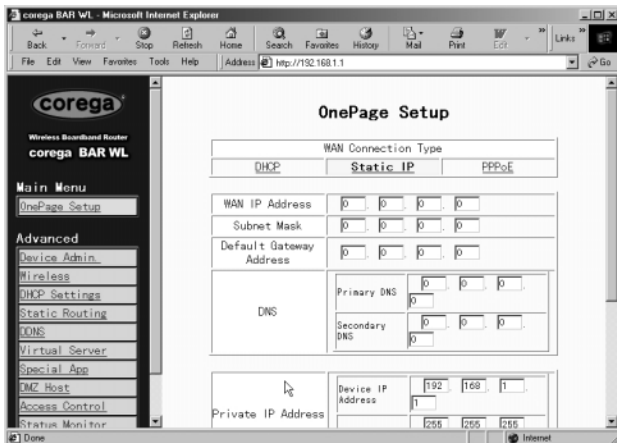 corega BAR WL - Microsoft Internet Explorer
Back Forward Stop Refresh Home Search Favorites History Mail Print Edit Links
File Edit View Favorites Tools Help Address http://192.168.1.1 Go
corega
Wireless Boardband Router
corega BAR WL
Main Menu
OnePage Setup
Advanced
Device Admin.
Wireless
DHCP Settings
Static Routing
DDNS
Virtual Server
Special App
DMZ Host
Access Control
Status Monitor
OnePage Setup
WAN Connection Type
DHCP Static IP PPPoE
WAN IP Address 0. 0. 0. 0
Subnet Mask 0. 0. 0. 0
Default Gateway
Address 0. 0. 0. 0
DNS
Primary DNS 0. 0. 0.
0
Secondary
DNS 0. 0. 0.
0
Private IP Address
Device IP
Address 192. 168. 1.
1
255 255 255
Done Internet